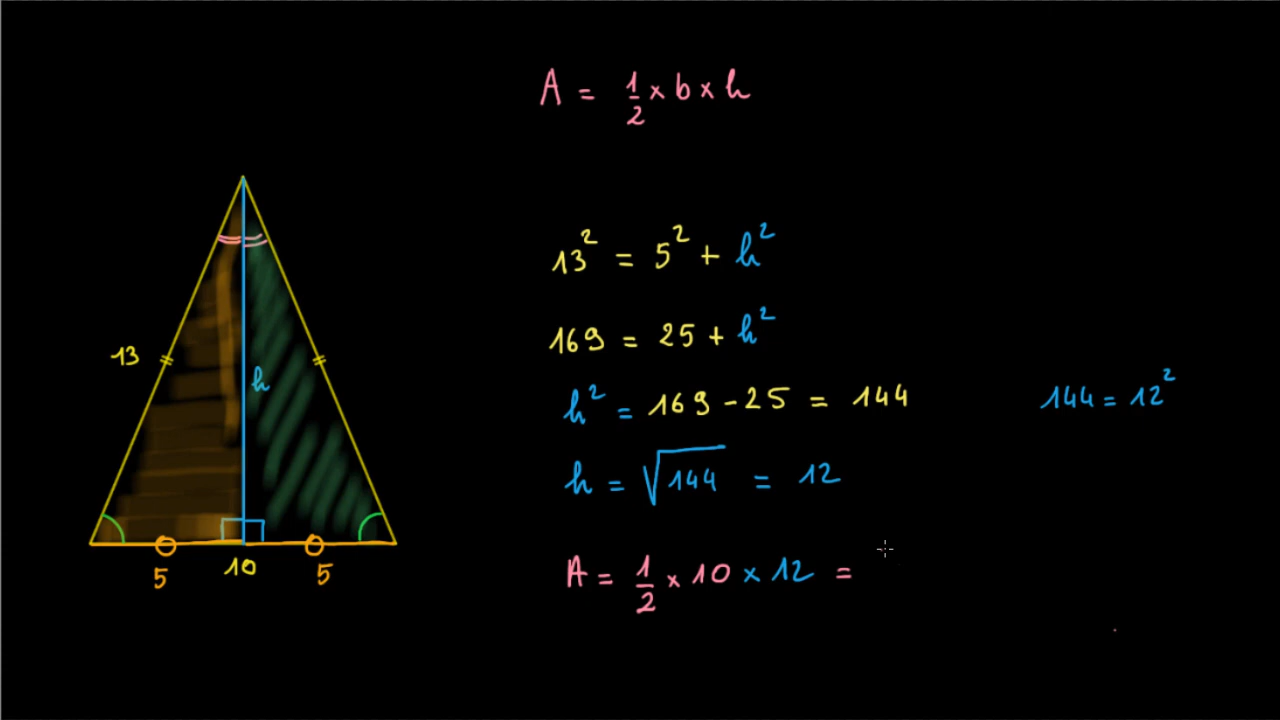 A = 1/2 × b × h
13² = 5² + h²
169 = 25 + h²
13
h
h² = 169 - 25 = 144
144 = 12²
h = √144 = 12
5
10
5
A = 1/2 × 10 × 12 =